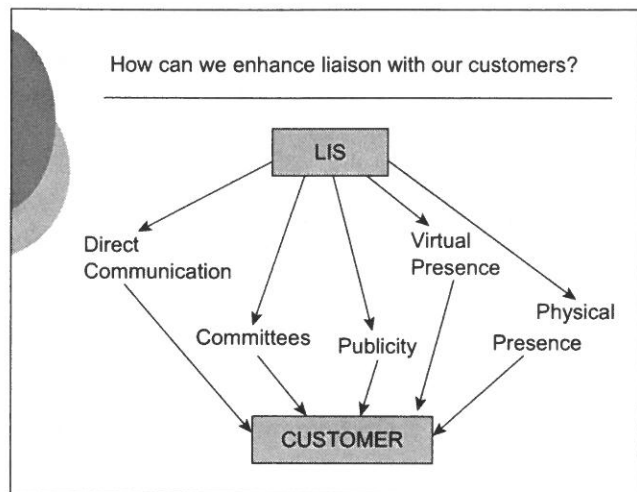 How can we enhance liaison with our customers?
LIS
Direct
Communication
Committees
Publicity
Virtual
Presence
Physical
Presence
CUSTOMER